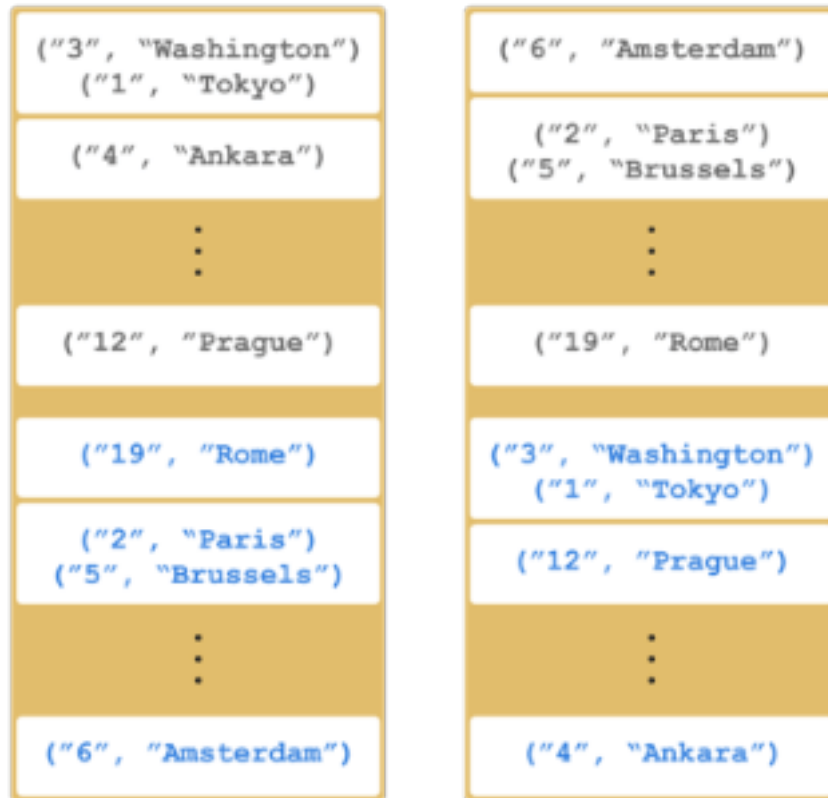 ("3", "Washington")
("1", "Tokyo")
("4", "Ankara")
("12", "Prague")
("19", "Rome")
("2", "Paris")
("5", "Brussels")
("6", "Amsterdam")
("6", "Amsterdam")
("2", "Paris")
("5", "Brussels")
("19", "Rome")
("3", "Washington")
("1", "Tokyo")
("12", "Prague")
("4", "Ankara")